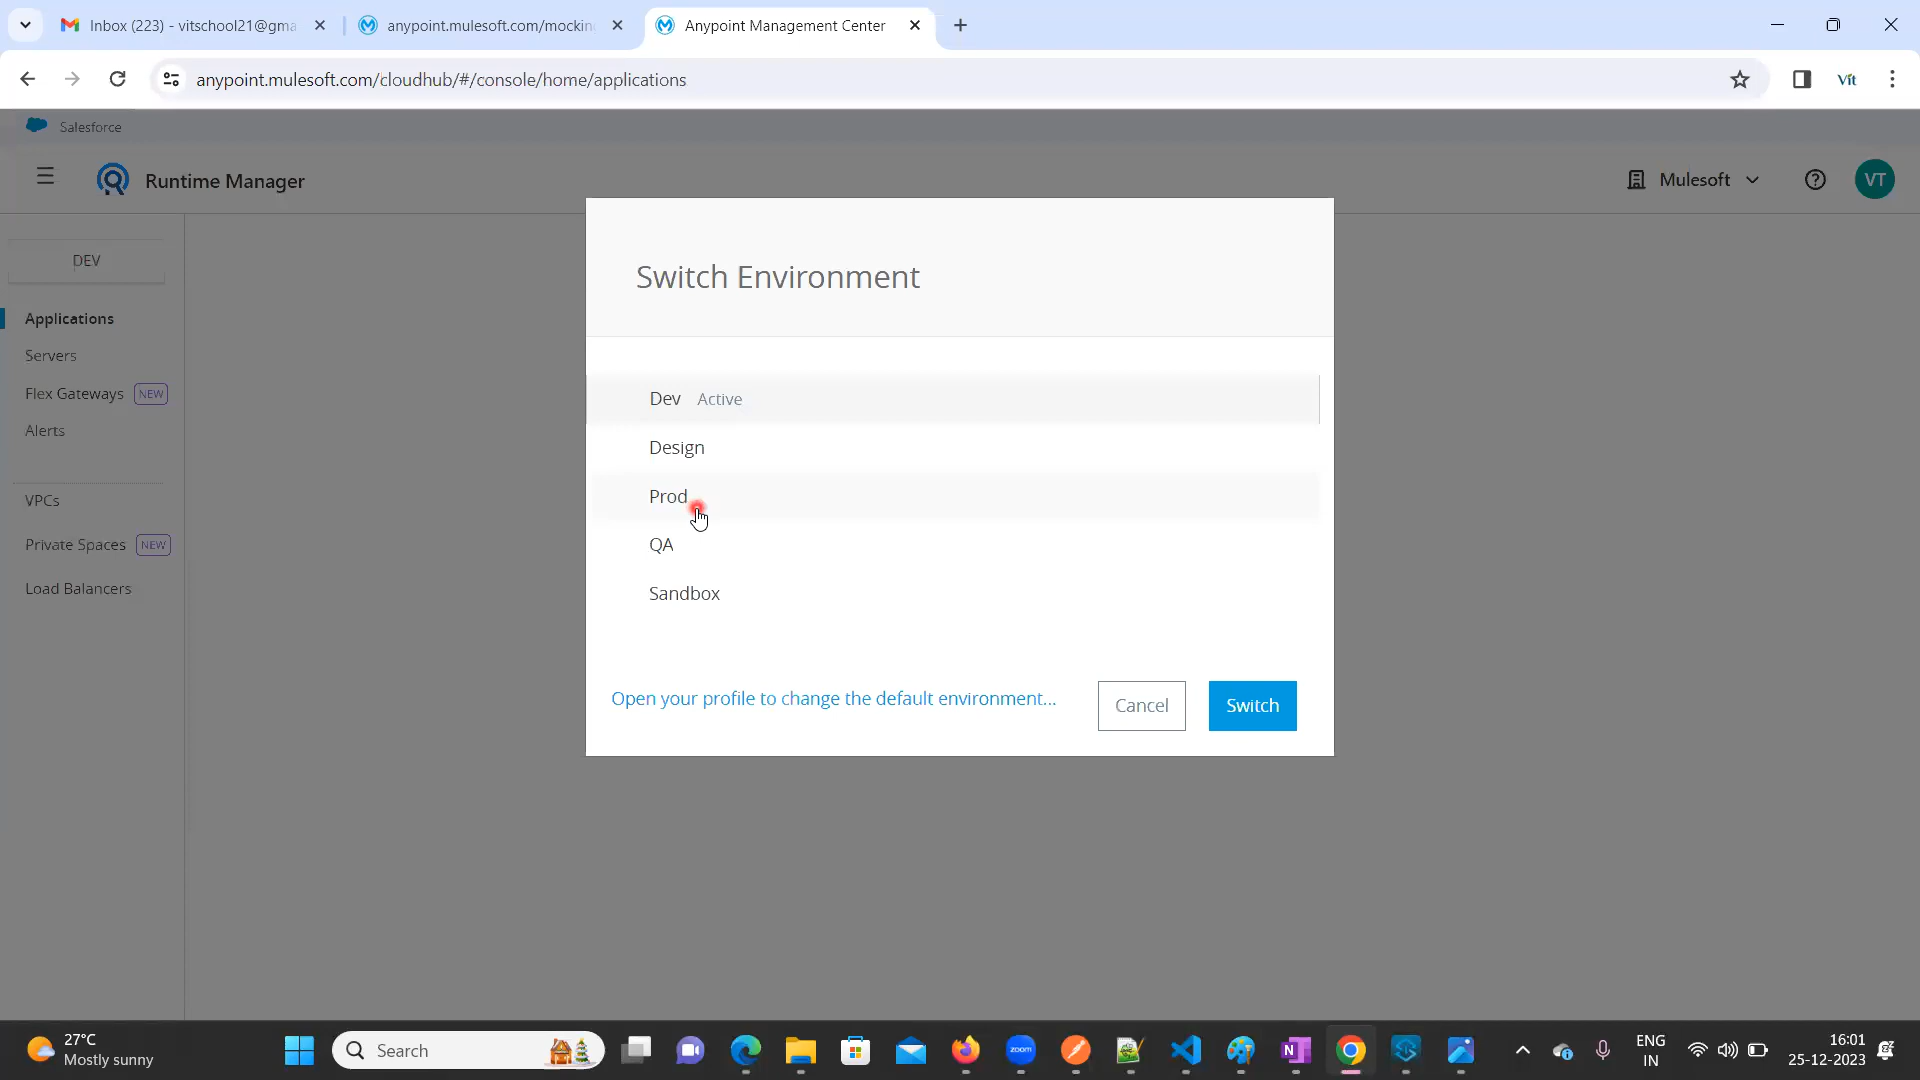 Inbox (223) - vitschool21@gma
anypoint.mulesoft.com/mockin
Anypoint Management Center
anypoint.mulesoft.com/cloudhub/#/console/home/applications
Vit
Salesforce
Runtime Manager
Mulesoft
VT
DEV
Applications
Servers
Flex Gateways NEW
Alerts
VPCs
Private Spaces NEW
Load Balancers
Switch Environment
Dev Active
Design
Prod
QA
Sandbox
Open your profile to change the default environment...
Cancel
Switch
27°C
Mostly sunny
Search
zoom
N
ENG
IN
16:01
25-12-2023